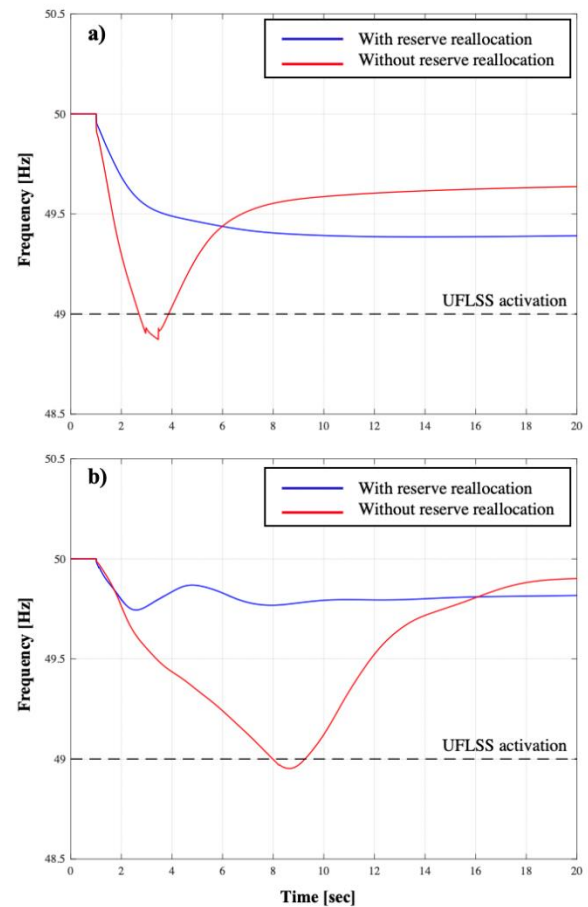 a)
With reserve reallocation
Without reserve reallocation
Frequency [Hz]
50.5
50
49.5
49
48.5
UFLSS activation
0 2 4 6 8 10 12 14 16 18 20
b)
With reserve reallocation
Without reserve reallocation
Frequency [Hz]
50.5
50
49.5
49
48.5
UFLSS activation
0 2 4 6 8 10 12 14 16 18 20
Time [sec]